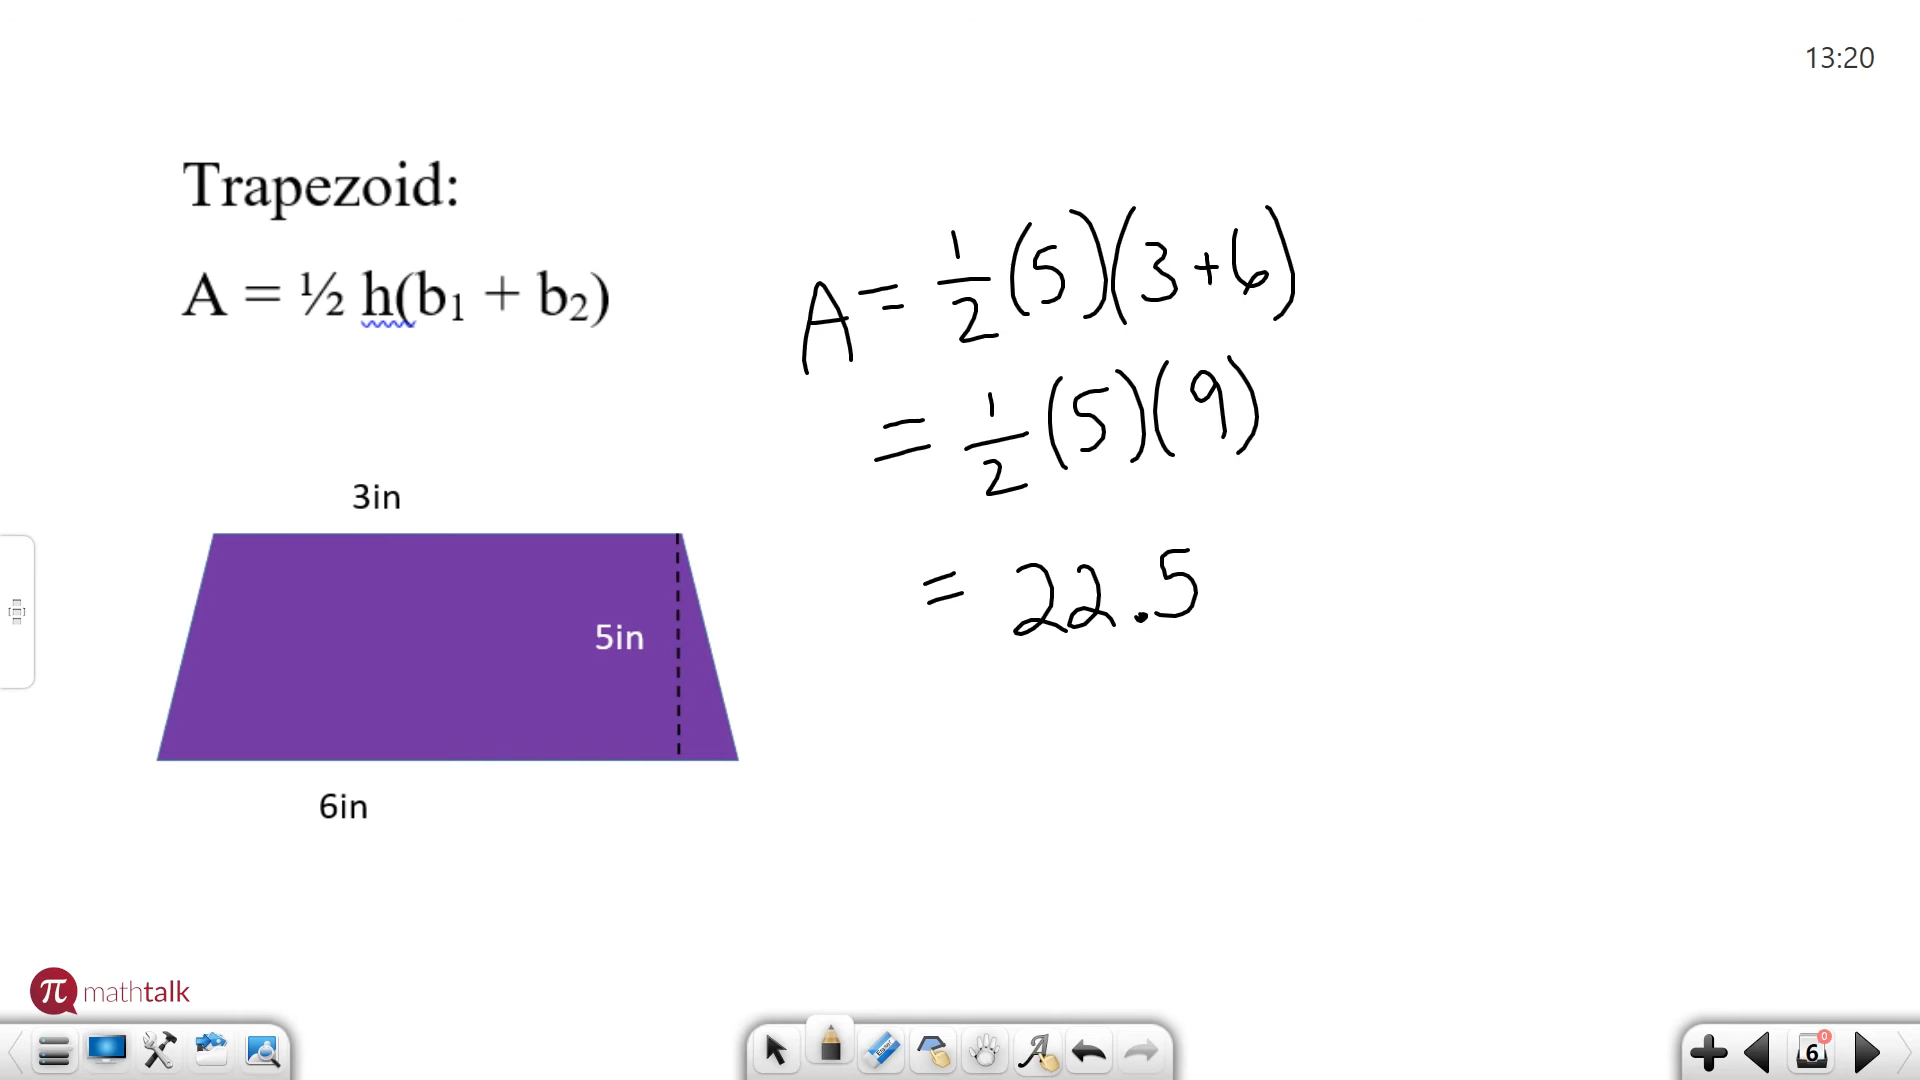 13:20
Trapezoid:
A = ½ h(b₁ + b₂)
A = 1/2 (5)(3+6)
= 1/2 (5)(9)
= 22.5
3in
5in
6in
π mathtalk
Eraser
A
6
0